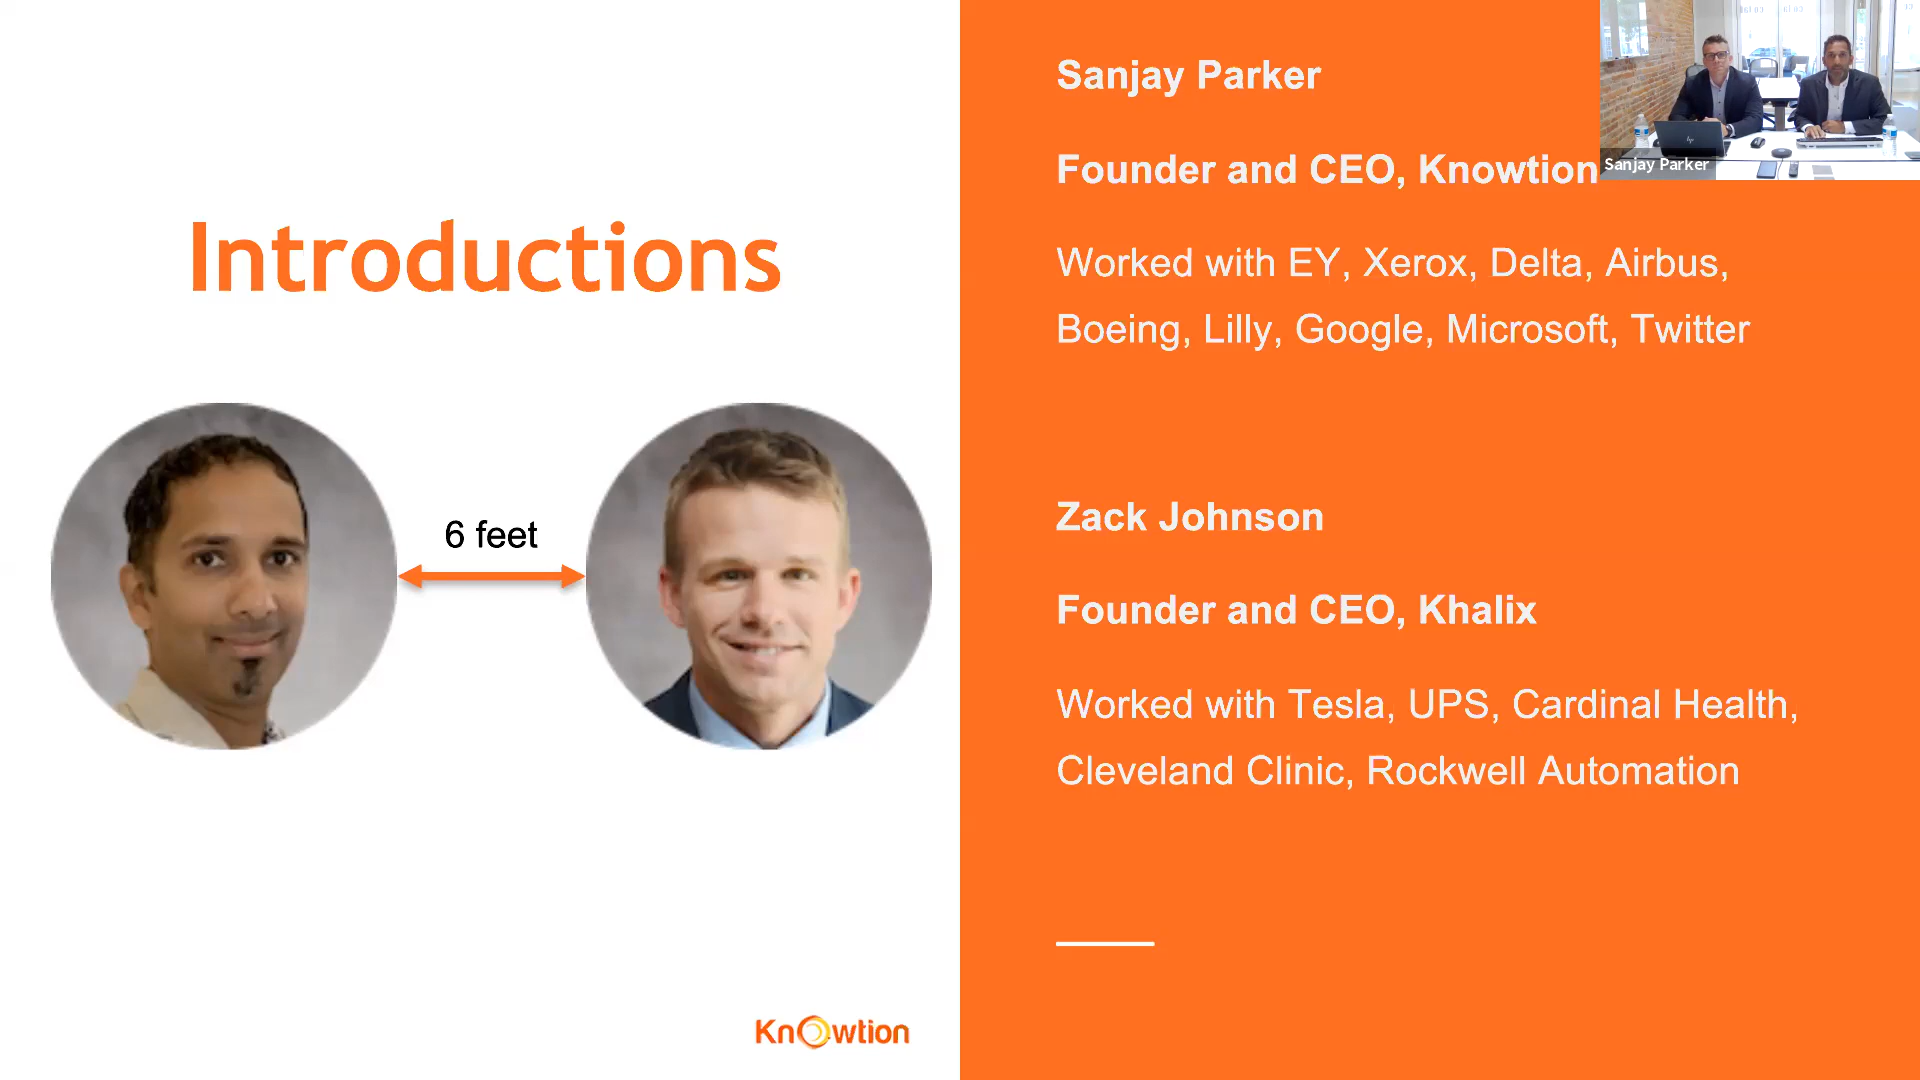 Introductions
6 feet
Knowtion
Sanjay Parker
Founder and CEO, Knowtion
Worked with EY, Xerox, Delta, Airbus,
Boeing, Lilly, Google, Microsoft, Twitter
Zack Johnson
Founder and CEO, Khalix
Worked with Tesla, UPS, Cardinal Health,
Cleveland Clinic, Rockwell Automation
Sanjay Parker
hp